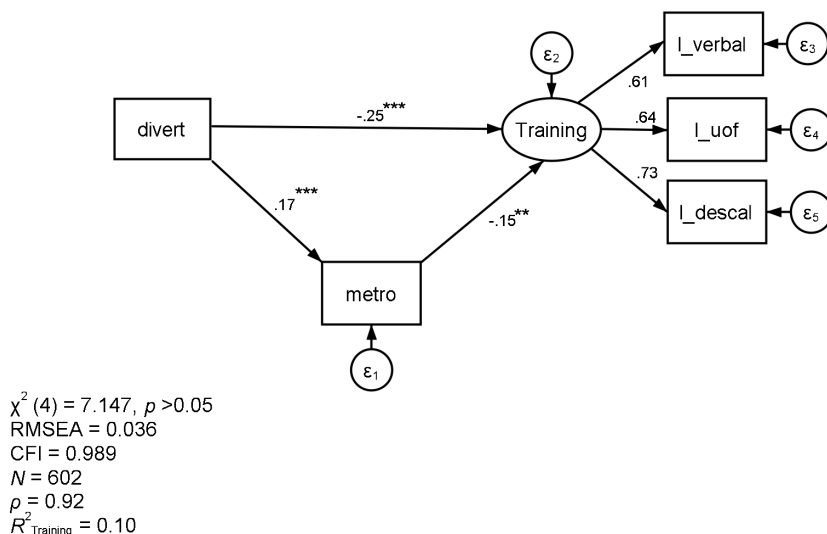 l_verbal
ε3
ε2
.61
divert
-.25***
Training
.64
l_uof
ε4
.73
.17***
-.15**
l_descal
ε5
metro
ε1
χ² (4) = 7.147, p >0.05
RMSEA = 0.036
CFI = 0.989
N = 602
ρ = 0.92
R²Training = 0.10